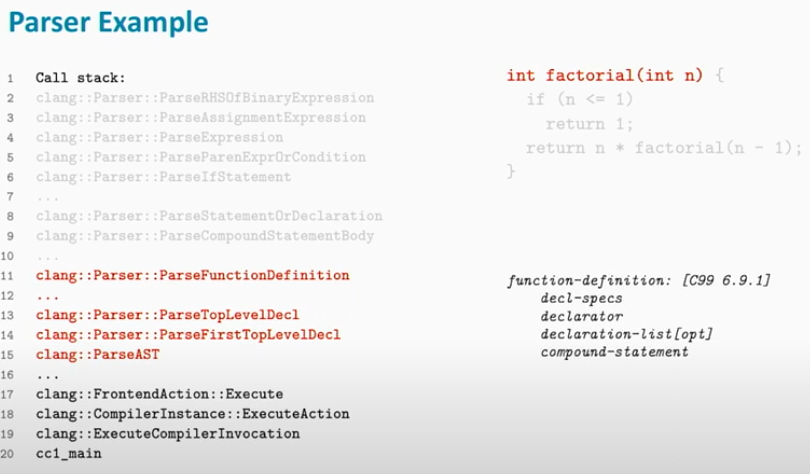 Parser Example
1 Call stack:
2 clang::Parser::ParseRHSOfBinaryExpression
3 clang::Parser::ParseAssignmentExpression
4 clang::Parser::ParseExpression
5 clang::Parser::ParseParenExprOrCondition
6 clang::Parser::ParseIfStatement
7 ...
8 clang::Parser::ParseStatementOrDeclaration
9 clang::Parser::ParseCompoundStatementBody
10 ...
11 clang::Parser::ParseFunctionDefinition
12 ...
13 clang::Parser::ParseTopLevelDecl
14 clang::Parser::ParseFirstTopLevelDecl
15 clang::ParseAST
16 ...
17 clang::FrontendAction::Execute
18 clang::CompilerInstance::ExecuteAction
19 clang::ExecuteCompilerInvocation
20 cc1_main
int factorial(int n) {
if (n <= 1)
return 1;
return n * factorial(n - 1);
}
function-definition: [C99 6.9.1]
decl-specs
declarator
declaration-list[opt]
compound-statement